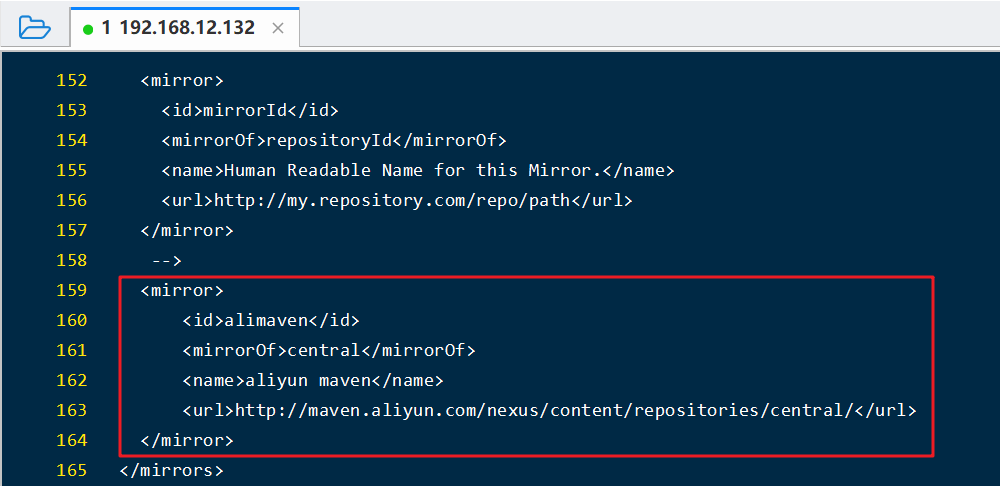 1 192.168.12.132 ×
152 <mirror>
153 <id>mirrorId</id>
154 <mirrorOf>repositoryId</mirrorOf>
155 <name>Human Readable Name for this Mirror.</name>
156 <url>http://my.repository.com/repo/path</url>
157 </mirror>
158 -->
159 <mirror>
160 <id>alimaven</id>
161 <mirrorOf>central</mirrorOf>
162 <name>aliyun maven</name>
163 <url>http://maven.aliyun.com/nexus/content/repositories/central/</url>
164 </mirror>
165 </mirrors>